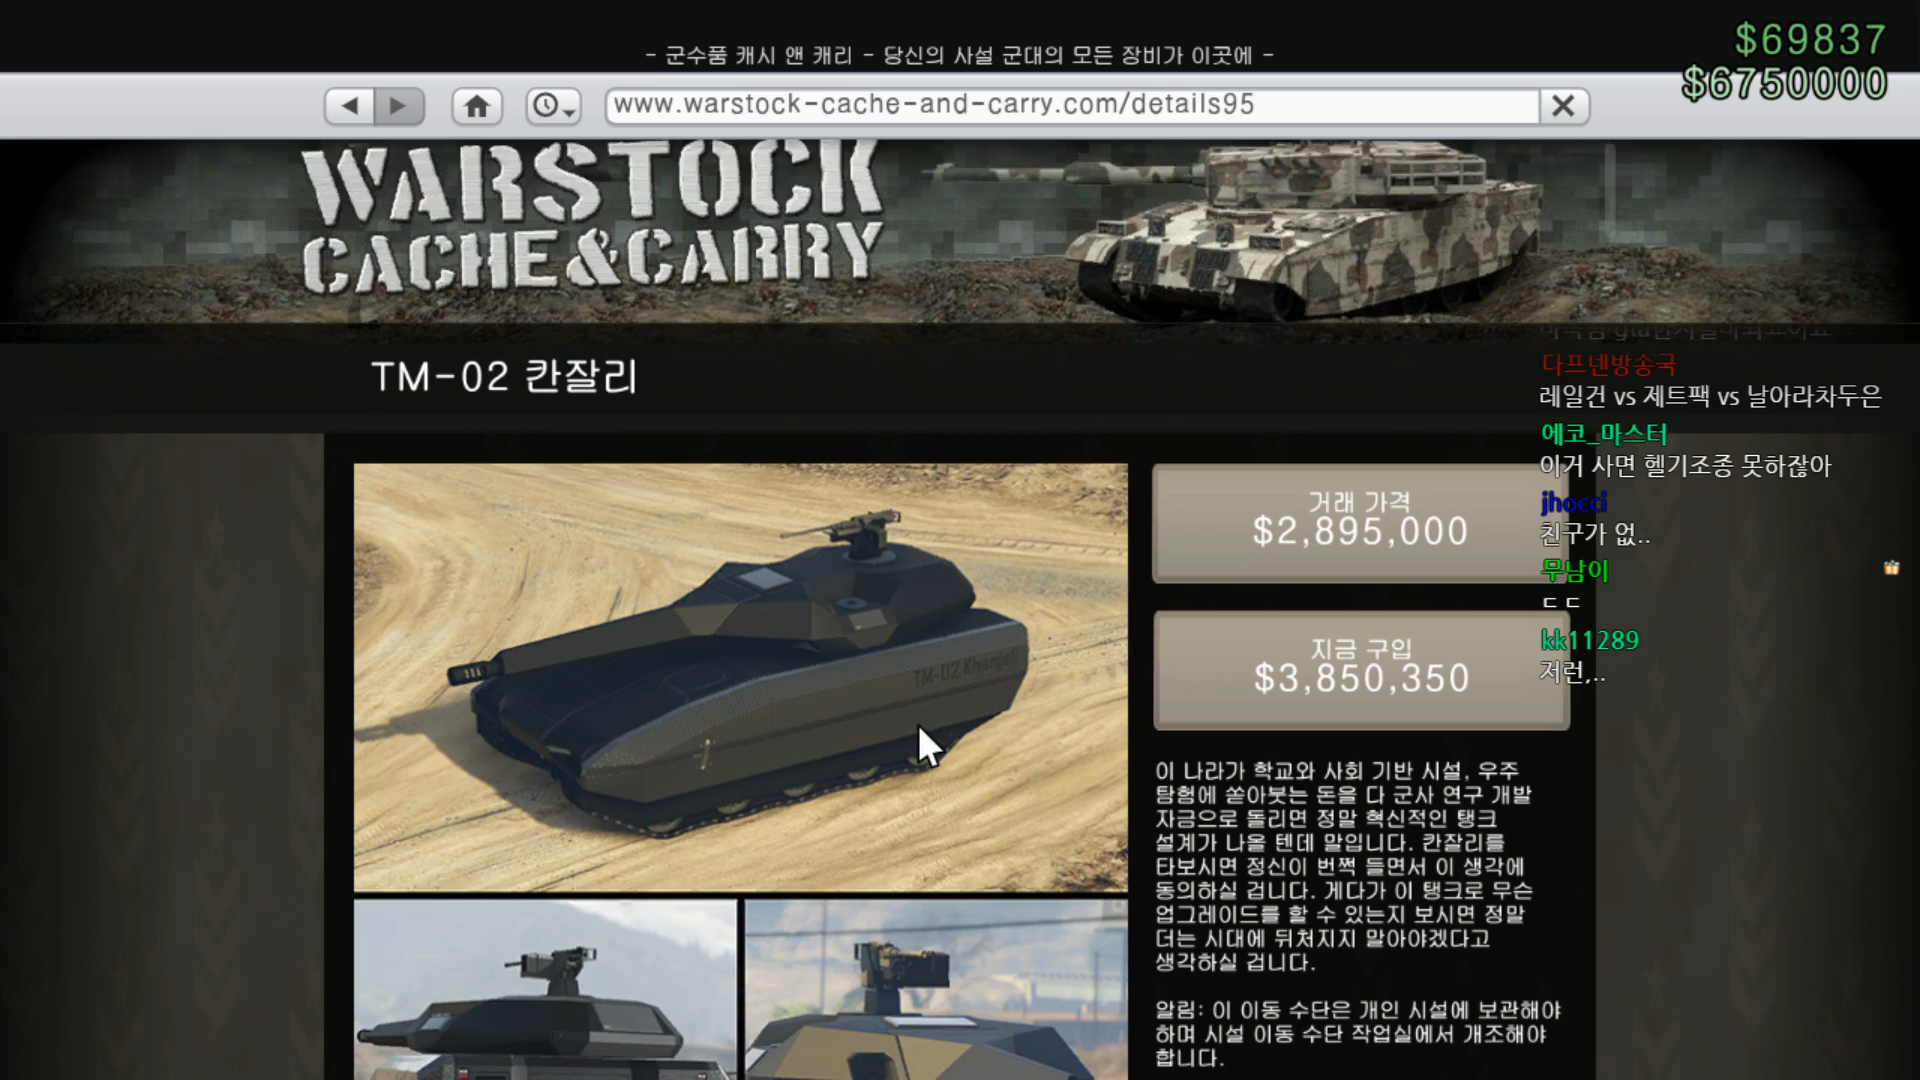 - 군수품 캐시 앤 캐리 - 당신의 사설 군대의 모든 장비가 이곳에 -
$69837
$6750000
www.warstock-cache-and-carry.com/details95
WARSTOCK
CACHE&CARRY
TM-02 칸잘리
다프넨방송국
레일건 vs 제트팩 vs 날아라차두은
에코_마스터
이거 사면 헬기조종 못하잖아
jhocci
친구가 없..
무남이
ㄷㄷ
kk11289
저런,..
거래 가격
$2,895,000
지금 구입
$3,850,350
TM-02 Khanjali
이 나라가 학교와 사회 기반 시설, 우주
탐험에 쏟아붓는 돈을 다 군사 연구 개발
자금으로 돌리면 정말 혁신적인 탱크
설계가 나올 텐데 말입니다. 칸잘리를
타보시면 정신이 번쩍 들면서 이 생각에
동의하실 겁니다. 게다가 이 탱크로 무슨
업그레이드를 할 수 있는지 보시면 정말
더는 시대에 뒤처지지 말아야겠다고
생각하실 겁니다.
알림: 이 이동 수단은 개인 시설에 보관해야
하며 시설 이동 수단 작업실에서 개조해야
합니다.